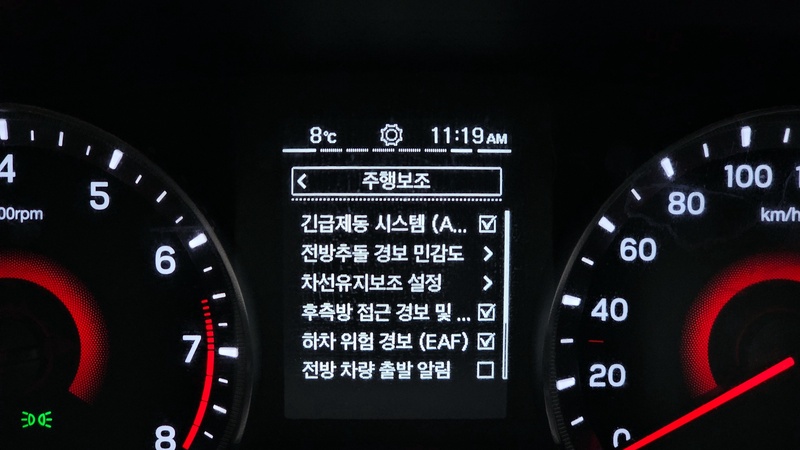 8℃ 11:19 AM
주행보조
긴급제동 시스템 (A...
전방추돌 경보 민감도
차선유지보조 설정
후측방 접근 경보 및 ...
하차 위험 경보 (EAF)
전방 차량 출발 알림
4
5
6
7
8
00rpm
100
80
60
40
20
0
km/h